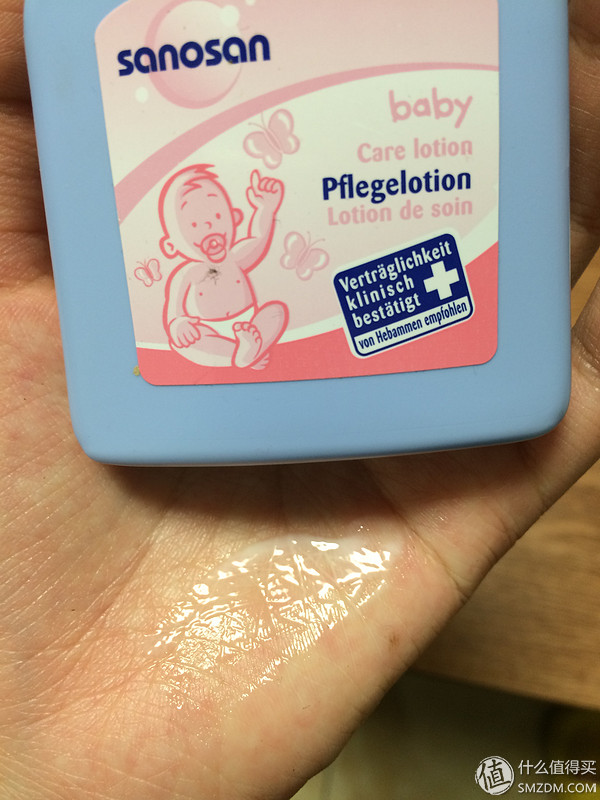 sanosan
baby
Care lotion
Pflegelotion
Lotion de soin
Verträglichkeit
klinisch
bestätigt
von Hebammen empfohlen
值 什么值得买
SMZDM.COM